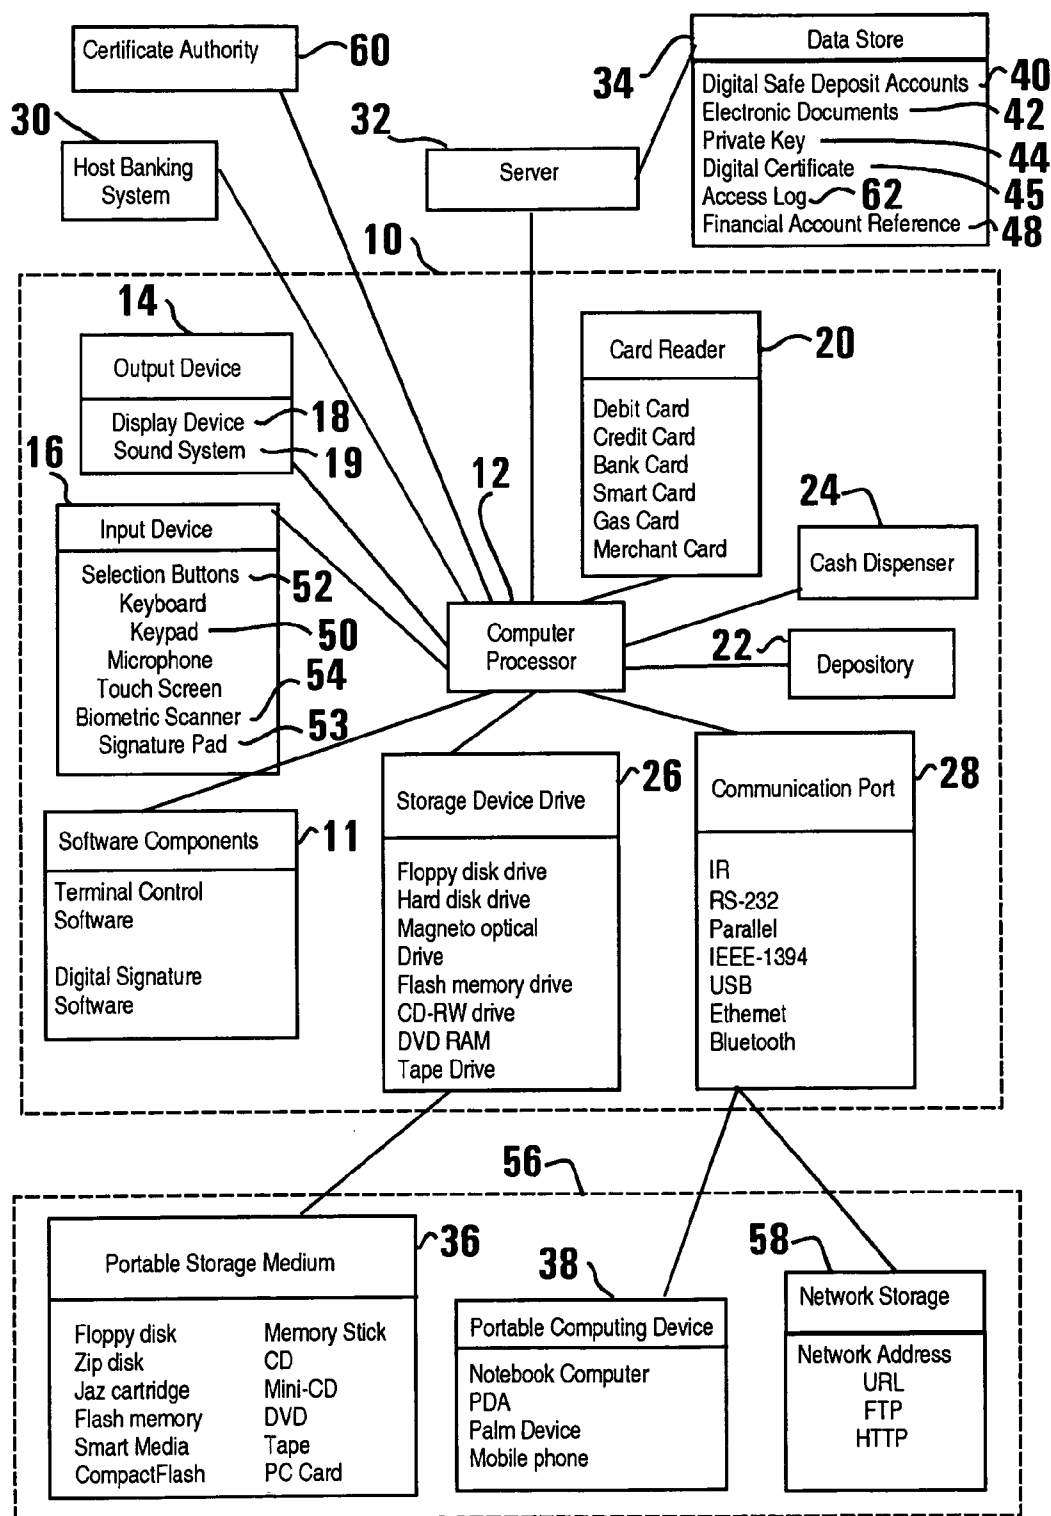 Certificate Authority
60
34
Data Store
Digital Safe Deposit Accounts
40
Electronic Documents
42
Private Key
44
Digital Certificate
45
Access Log
62
Financial Account Reference
48
30
Host Banking
System
32
Server
10
14
Output Device
Display Device
18
Sound System
19
Card Reader
20
Debit Card
Credit Card
Bank Card
Smart Card
Gas Card
Merchant Card
16
Input Device
Selection Buttons
52
Keyboard
Keypad
50
Microphone
Touch Screen
Biometric Scanner
54
Signature Pad
53
12
Computer
Processor
24
Cash Dispenser
22
Depository
Software Components
11
Terminal Control
Software
Digital Signature
Software
Storage Device Drive
26
Floppy disk drive
Hard disk drive
Magneto optical
Drive
Flash memory drive
CD-RW drive
DVD RAM
Tape Drive
Communication Port
28
IR
RS-232
Parallel
IEEE-1394
USB
Ethernet
Bluetooth
56
Portable Storage Medium
36
Floppy disk
Zip disk
Jaz cartridge
Flash memory
Smart Media
CompactFlash
Memory Stick
CD
Mini-CD
DVD
Tape
PC Card
38
Portable Computing Device
Notebook Computer
PDA
Palm Device
Mobile phone
58
Network Storage
Network Address
URL
FTP
HTTP